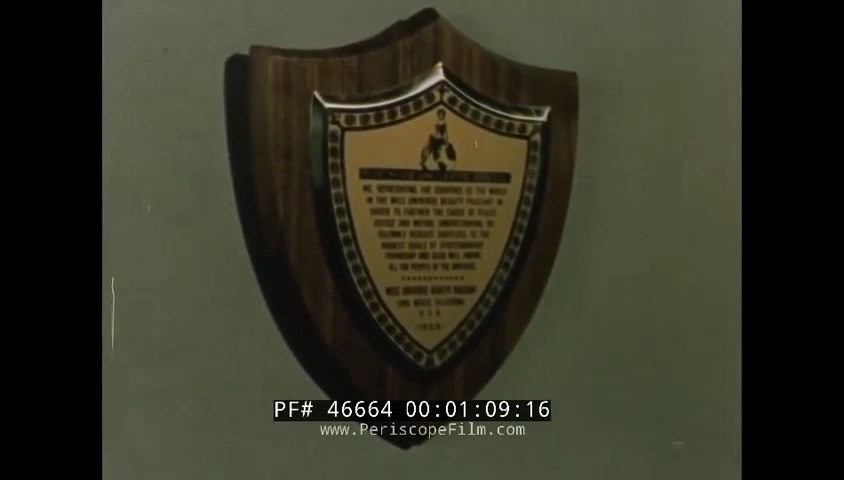 WE, REPRESENTING THE COUNTRIES OF THE WORLD
IN THE MISS UNIVERSE BEAUTY PAGEANT IN
ORDER TO FURTHER THE CAUSE OF PEACE,
JUSTICE AND MUTUAL UNDERSTANDING DO
SOLEMNLY DEDICATE OURSELVES TO THE
HIGHEST IDEALS OF SPORTSMANSHIP
FRIENDSHIP AND GOOD WILL AMONG
ALL THE PEOPLE OF THE UNIVERSE
MISS UNIVERSE BEAUTY PAGEANT
LONG BEACH CALIFORNIA
U S A
PF# 46664 00:01:09:16
www.PeriscopeFilm.com